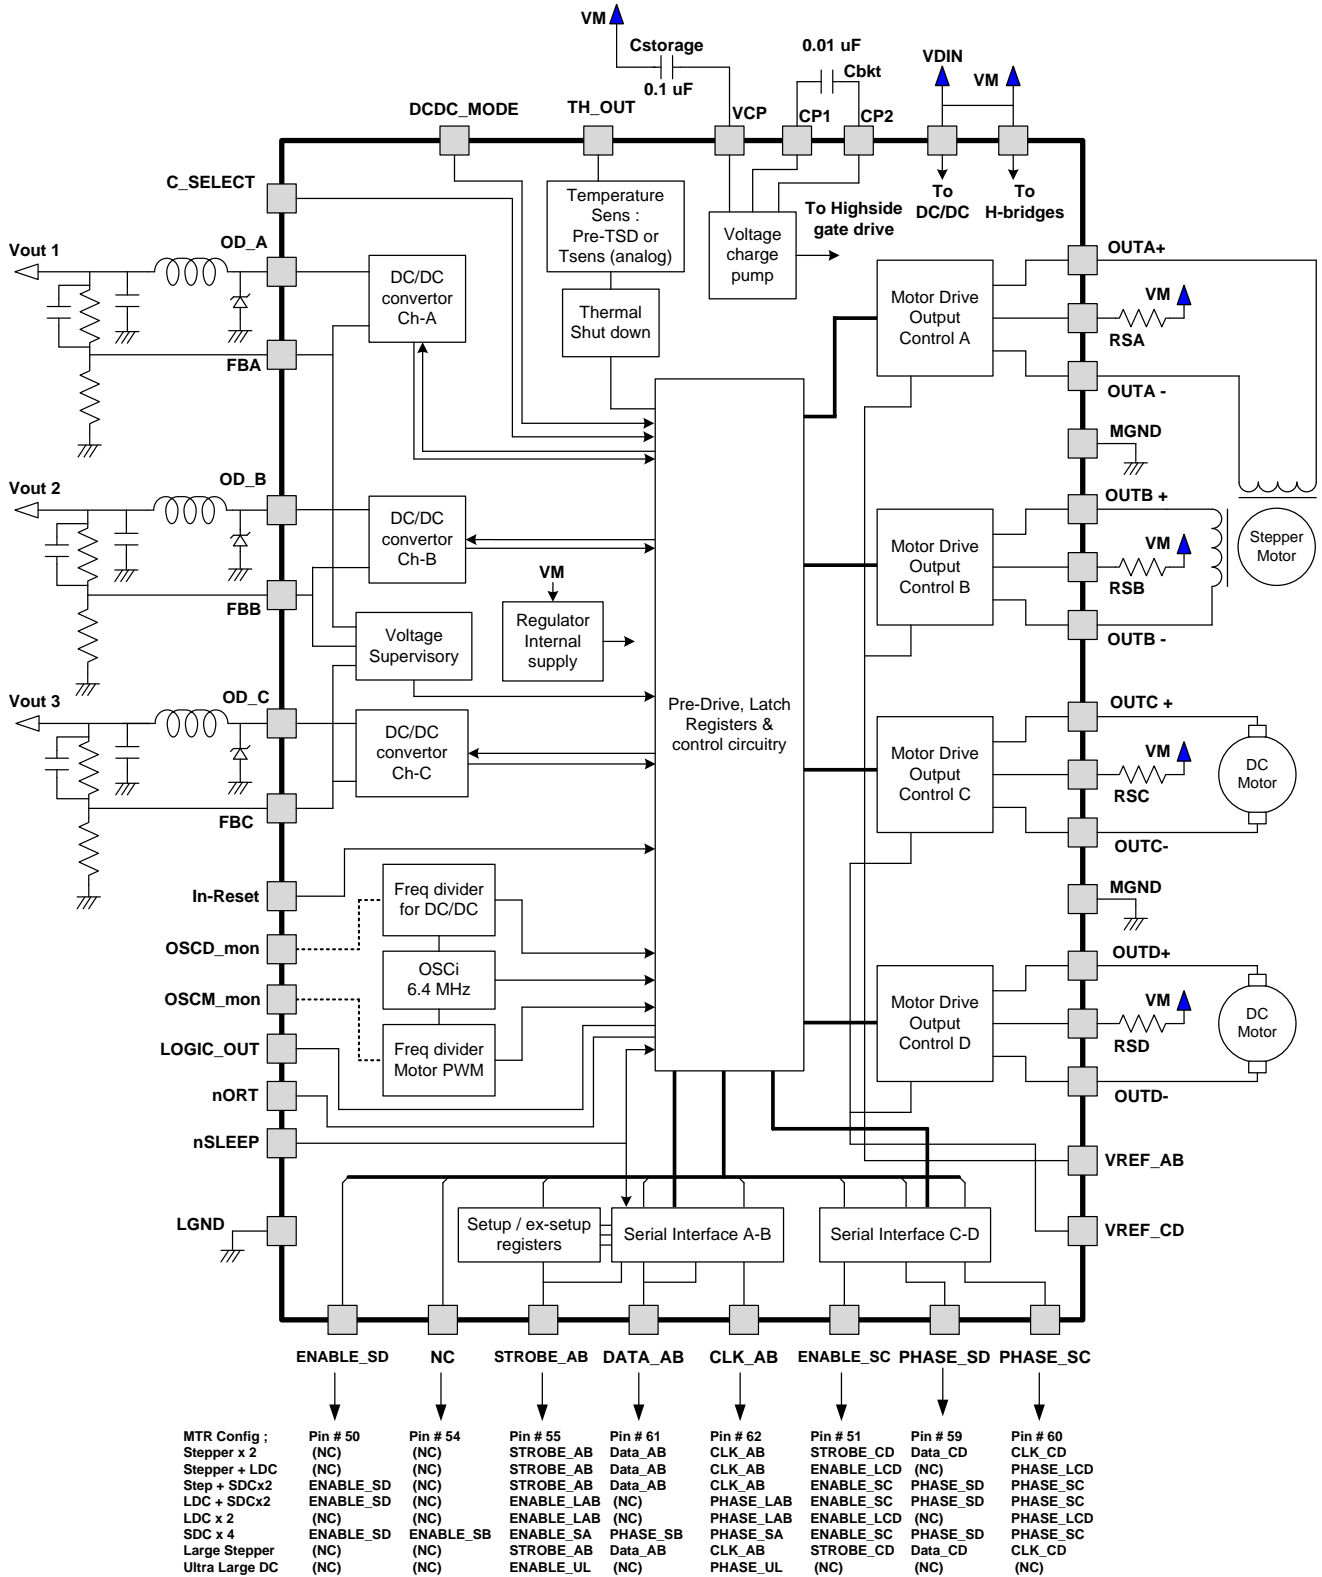 VM
Cstorage
0.1 uF
0.01 uF
Cbkt
VDIN
VM
DCDC_MODE
TH_OUT
VCP
CP1
CP2
C_SELECT
Temperature
Sens :
Pre-TSD or
Tsens (analog)
Voltage
charge
pump
To Highside
gate drive
To
DC/DC
To
H-bridges
Vout 1
OD_A
DC/DC
convertor
Ch-A
FBA
Thermal
Shut down
Motor Drive
Output
Control A
OUTA+
VM
RSA
OUTA -
MGND
Vout 2
OD_B
DC/DC
convertor
Ch-B
FBB
VM
Regulator
Internal
supply
Voltage
Supervisory
Motor Drive
Output
Control B
OUTB +
VM
RSB
OUTB -
Stepper
Motor
Vout 3
OD_C
DC/DC
convertor
Ch-C
FBC
Pre-Drive, Latch
Registers &
control circuitry
Motor Drive
Output
Control C
OUTC +
VM
RSC
OUTC-
DC
Motor
MGND
In-Reset
OSCD_mon
OSCM_mon
LOGIC_OUT
nORT
nSLEEP
LGND
Freq divider
for DC/DC
OSCi
6.4 MHz
Freq divider
Motor PWM
Motor Drive
Output
Control D
OUTD+
VM
RSD
OUTD-
DC
Motor
VREF_AB
VREF_CD
Setup / ex-setup
registers
Serial Interface A-B
Serial Interface C-D
ENABLE_SD NC STROBE_AB DATA_AB CLK_AB ENABLE_SC PHASE_SD PHASE_SC
MTR Config ; Pin # 50 Pin # 54 Pin # 55 Pin # 61 Pin # 62 Pin # 51 Pin # 59 Pin # 60
Stepper x 2 (NC) (NC) STROBE_AB Data_AB CLK_AB STROBE_CD Data_CD CLK_CD
Stepper + LDC (NC) (NC) STROBE_AB Data_AB CLK_AB ENABLE_LCD (NC) PHASE_LCD
Step + SDCx2 ENABLE_SD (NC) STROBE_AB Data_AB CLK_AB ENABLE_SC PHASE_SD PHASE_SC
LDC + SDCx2 ENABLE_SD (NC) ENABLE_LAB (NC) PHASE_LAB ENABLE_SC PHASE_SD PHASE_SC
LDC x 2 (NC) (NC) ENABLE_LAB (NC) PHASE_LAB ENABLE_LCD (NC) PHASE_LCD
SDC x 4 ENABLE_SD ENABLE_SB ENABLE_SA PHASE_SB PHASE_SA ENABLE_SC PHASE_SD PHASE_SC
Large Stepper (NC) (NC) STROBE_AB Data_AB CLK_AB STROBE_CD Data_CD CLK_CD
Ultra Large DC (NC) (NC) ENABLE_UL (NC) PHASE_UL (NC) (NC) (NC)